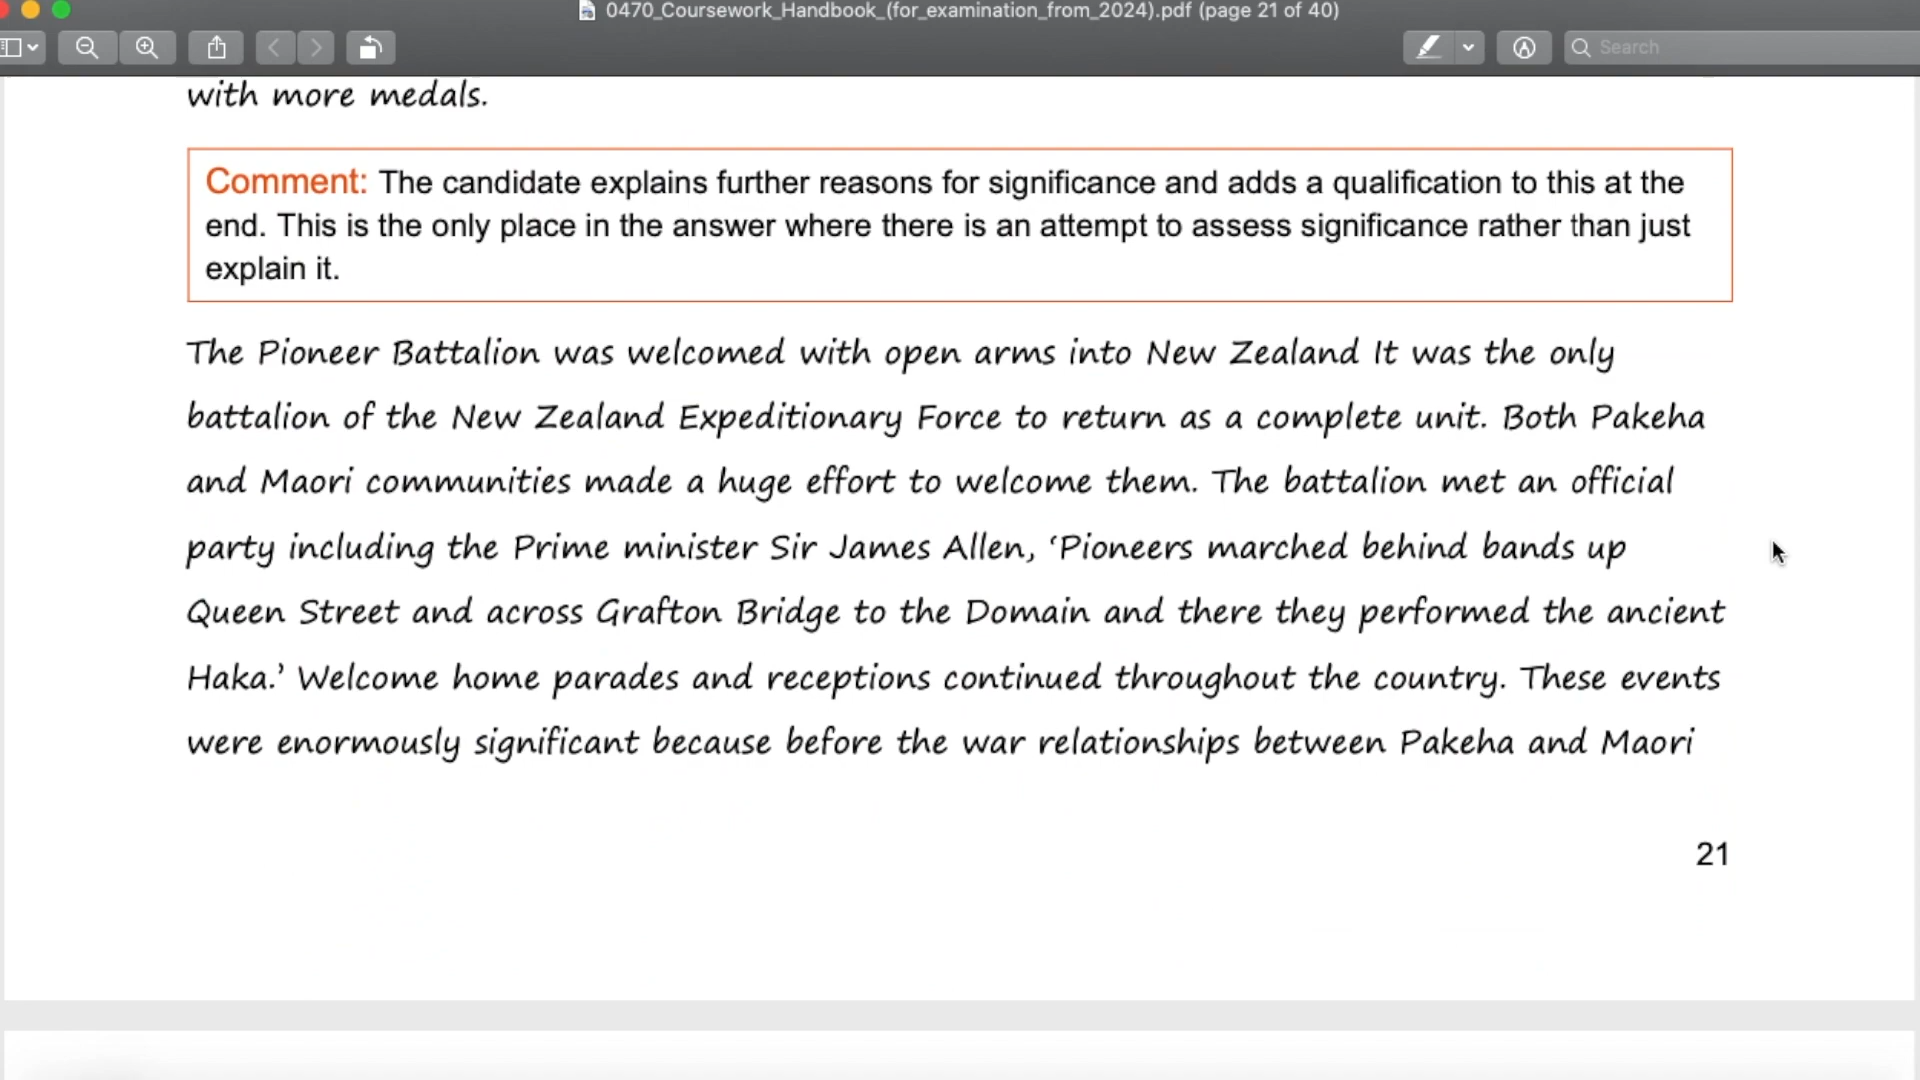 0470_Coursework_Handbook_(for_examination_from_2024).pdf (page 21 of 40)
Search
with more medals.
Comment: The candidate explains further reasons for significance and adds a qualification to this at the
end. This is the only place in the answer where there is an attempt to assess significance rather than just
explain it.
The Pioneer Battalion was welcomed with open arms into New Zealand It was the only
battalion of the New Zealand Expeditionary Force to return as a complete unit. Both Pakeha
and Maori communities made a huge effort to welcome them. The battalion met an official
party including the Prime minister Sir James Allen, ‘Pioneers marched behind bands up
Queen Street and across Grafton Bridge to the Domain and there they performed the ancient
Haka.’ Welcome home parades and receptions continued throughout the country. These events
were enormously significant because before the war relationships between Pakeha and Maori
21